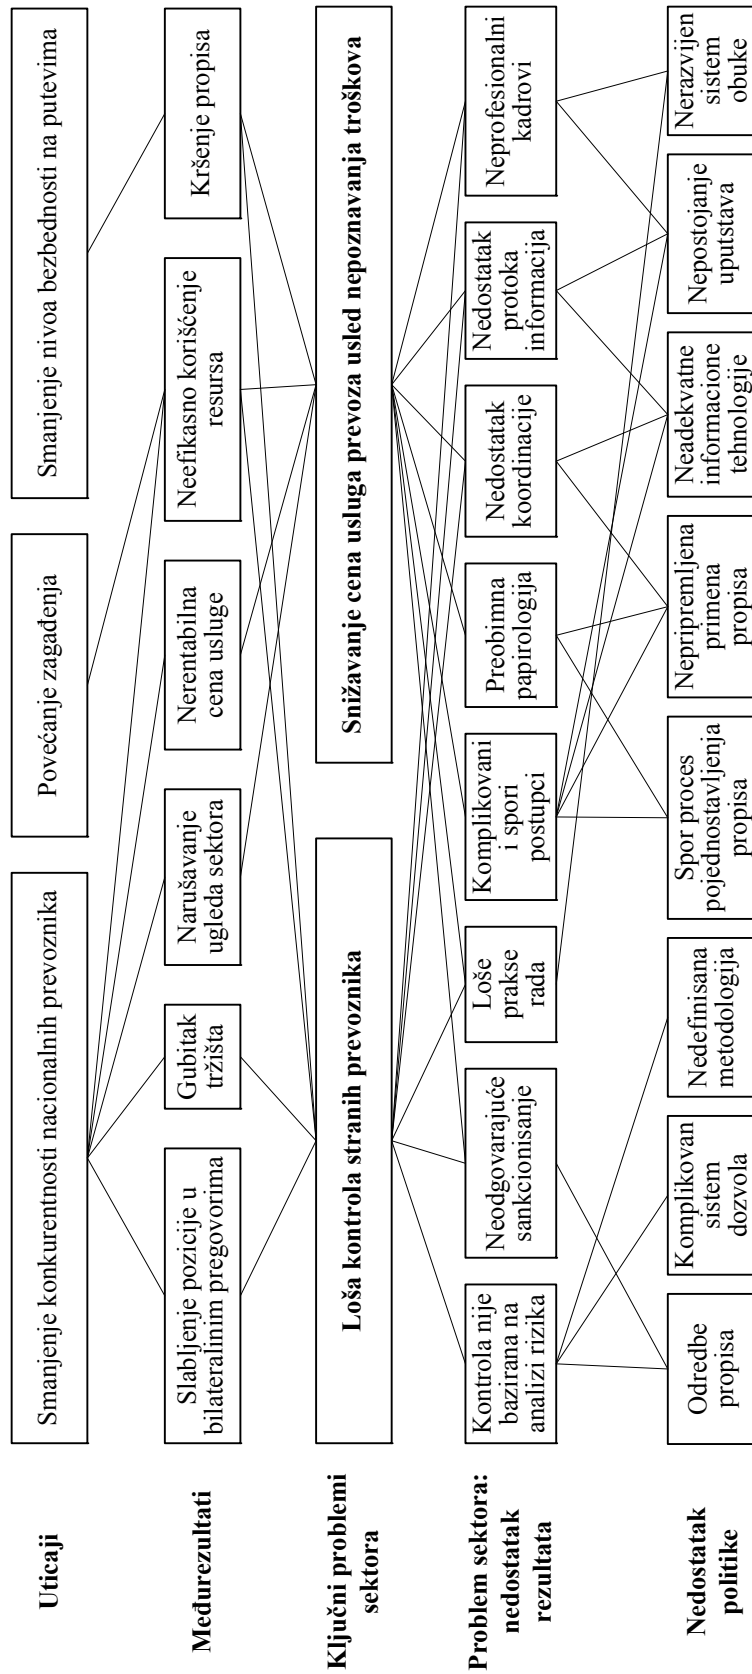 Uticaji
Smanjenje konkurentnosti nacionalnih prevoznika
Povećanje zagađenja
Smanjenje nivoa bezbednosti na putevima
Međurezultati
Slabljenje pozicije u
bilateralinim pregovorima
Gubitak
tržišta
Narušavanje
ugleda sektora
Nerentabilna
cena usluge
Neefikasno korišćenje
resursa
Kršenje propisa
Ključni problemi
sektora
Loša kontrola stranih prevoznika
Snižavanje cena usluga prevoza usled nepoznavanja troškova
Problem sektora:
nedostatak
rezultata
Kontrola nije
bazirana na
analizi rizika
Neodgovarajuće
sankcionisanje
Loše
prakse
rada
Komplikovani
i spori
postupci
Preobimna
papirologija
Nedostatak
koordinacije
Nedostatak
protoka
informacija
Neprofesionalni
kadrovi
Nedostatak
politike
Odredbe
propisa
Komplikovan
sistem
dozvola
Nedefinisana
metodologija
Spor proces
pojednostavljenja
propisa
Nepripremljena
primena
propisa
Neadekvatne
informacione
tehnologije
Nepostojanje
uputstava
Nerazvijen
sistem
obuke